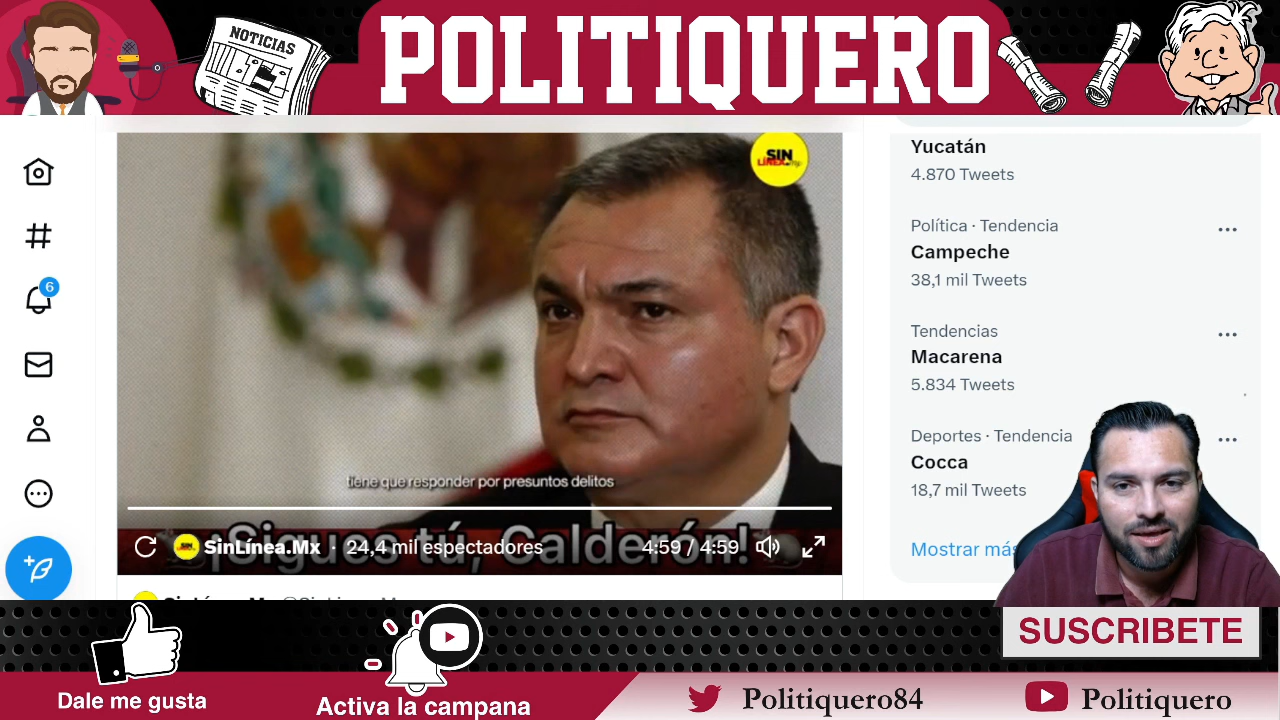 NOTICIAS
POLITIQUERO
SIN
LÍNEA.mx
tiene que responder por presuntos delitos
¡Sigues tú, Calderón!
SinLínea.Mx · 24,4 mil espectadores
4:59 / 4:59
6
Yucatán
4.870 Tweets
Política · Tendencia
Campeche
38,1 mil Tweets
Tendencias
Macarena
5.834 Tweets
Deportes · Tendencia
Cocca
18,7 mil Tweets
Mostrar más
SUSCRIBETE
Dale me gusta
Activa la campana
Politiquero84
Politiquero